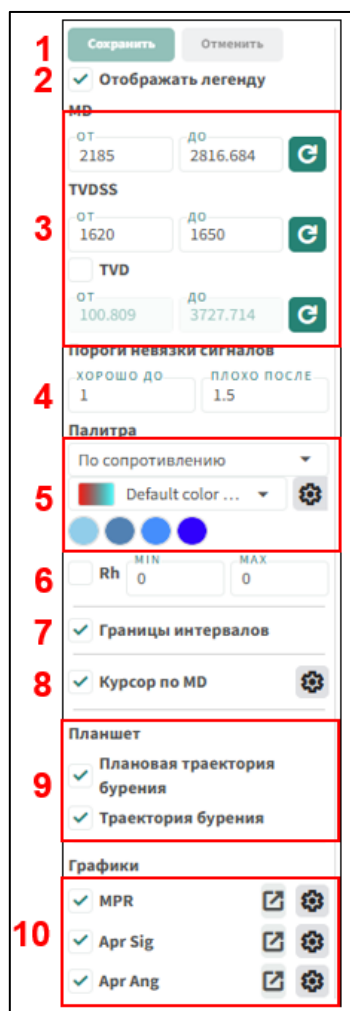 1 Сохранить Отменить
2 Отображать легенду
MD
ОТ ДО
2185 2816.684
TVDSS
3
ОТ ДО
1620 1650
TVD
ОТ ДО
100.809 3727.714
Пороги невязки сигналов
ХОРОШО ДО ПЛОХО ПОСЛЕ
4 1 1.5
Палитра
По сопротивлению
5 Default color ...
MIN MAX
6 Rh 0 0
7 Границы интервалов
8 Курсор по MD
Планшет
9 Плановая траектория
бурения
Траектория бурения
Графики
MPR
10 Apr Sig
Apr Ang